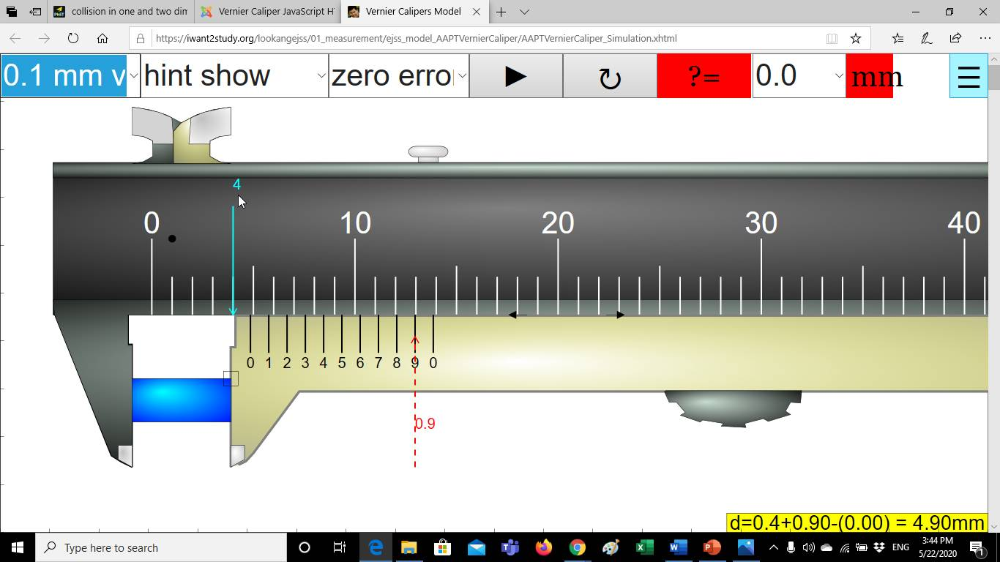 collision in one and two dim
Vernier Caliper JavaScript H
Vernier Calipers Model
https://iwant2study.org/lookangejss/01_measurement/ejss_model_AAPTVernierCaliper/AAPTVernierCaliper_Simulation.xhtml
0.1 mm v
hint show
zero erro
?=
0.0
mm
4
0 10 20 30 40
0 1 2 3 4 5 6 7 8 9 0
0.9
d=0.4+0.90-(0.00) = 4.90mm
Type here to search
ENG
3:44 PM
5/22/2020
1